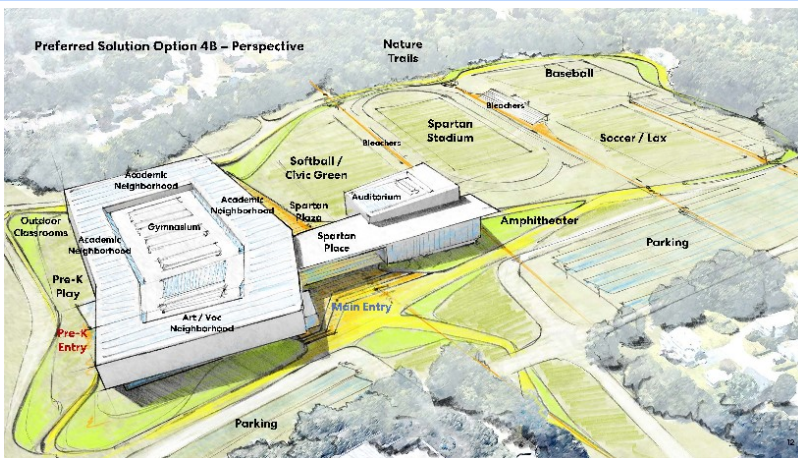 Preferred Solution Option 4B – Perspective
Nature
Trails
Baseball
Bleachers
Spartan
Stadium
Soccer / Lax
Bleachers
Softball /
Civic Green
Academic
Neighborhood
Auditorium
Academic
Neighborhood
Spartan
Plaza
Outdoor
Classrooms
Gymnasium
Amphitheater
Spartan
Place
Parking
Academic
Neighborhood
Pre-K
Play
Main Entry
Art / Voc
Neighborhood
Pre-K
Entry
Parking
12